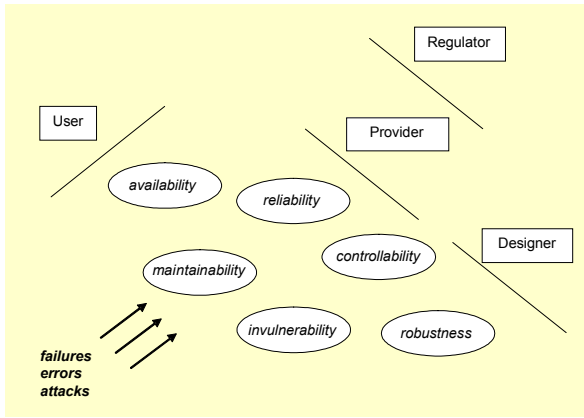 Regulator
User
Provider
availability
reliability
Designer
controllability
maintainability
invulnerability
robustness
failures
errors
attacks